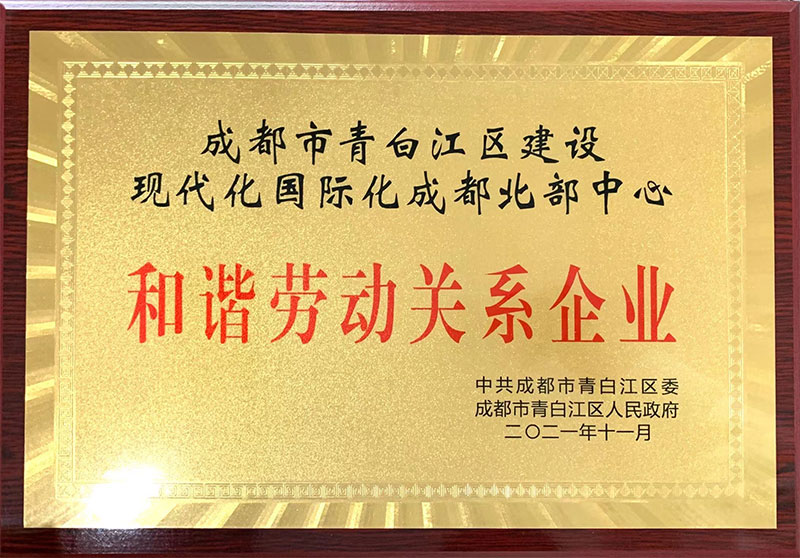 成都市青白江区建设
现代化国际化成都北部中心
和谐劳动关系企业
中共成都市青白江区委
成都市青白江区人民政府
二〇二一年十一月